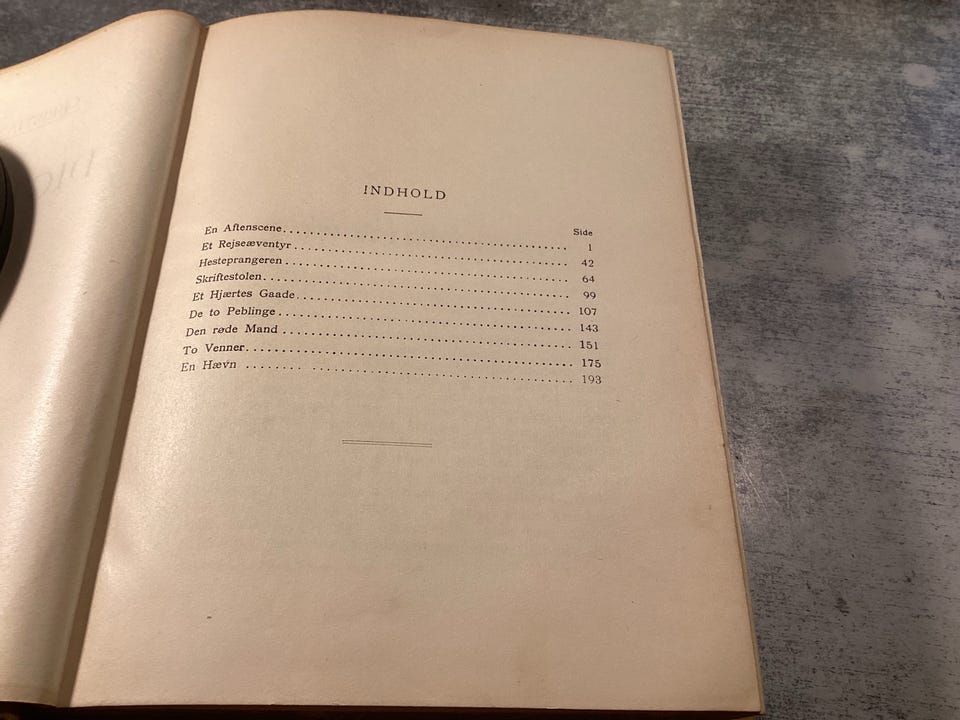 INDHOLD
Side
En Aftenscene........................................ 1
Et Rejseæventyr........................................ 42
Hesteprangeren........................................ 64
Skriftestolen........................................ 99
Et Hjærtes Gaade........................................ 107
De to Peblinge........................................ 143
Den røde Mand........................................ 151
To Venner........................................ 175
En Hævn ........ ........................................ 193